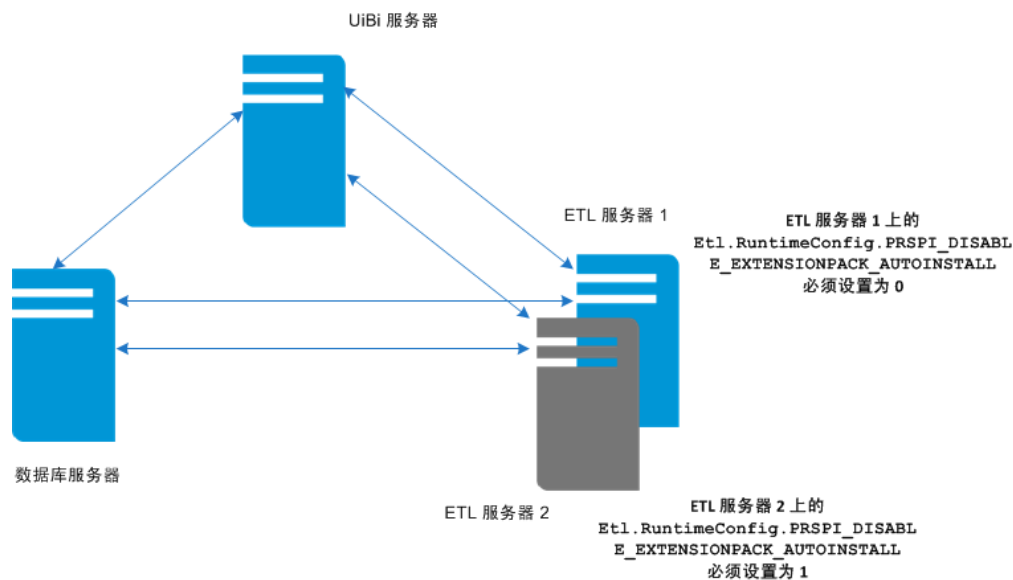 UiBi 服务器
ETL 服务器 1
ETL 服务器 1 上的
Etl.RuntimeConfig.PRSPI_DISABL
E_EXTENSIONPACK_AUTOINSTALL
必须设置为 0
数据库服务器
ETL 服务器 2
ETL 服务器 2 上的
Etl.RuntimeConfig.PRSPI_DISABL
E_EXTENSIONPACK_AUTOINSTALL
必须设置为 1